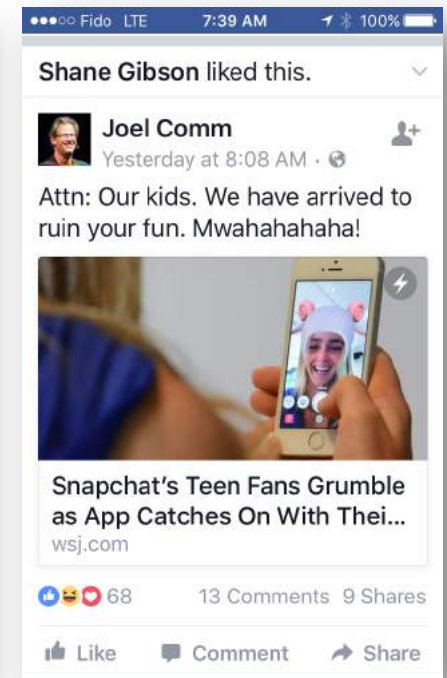 ●●●○○ Fido LTE 7:39 AM 100%
Shane Gibson liked this.
Joel Comm
Yesterday at 8:08 AM ·
Attn: Our kids. We have arrived to
ruin your fun. Mwahahahaha!
Snapchat's Teen Fans Grumble
as App Catches On With Thei...
wsj.com
68 13 Comments 9 Shares
Like Comment Share